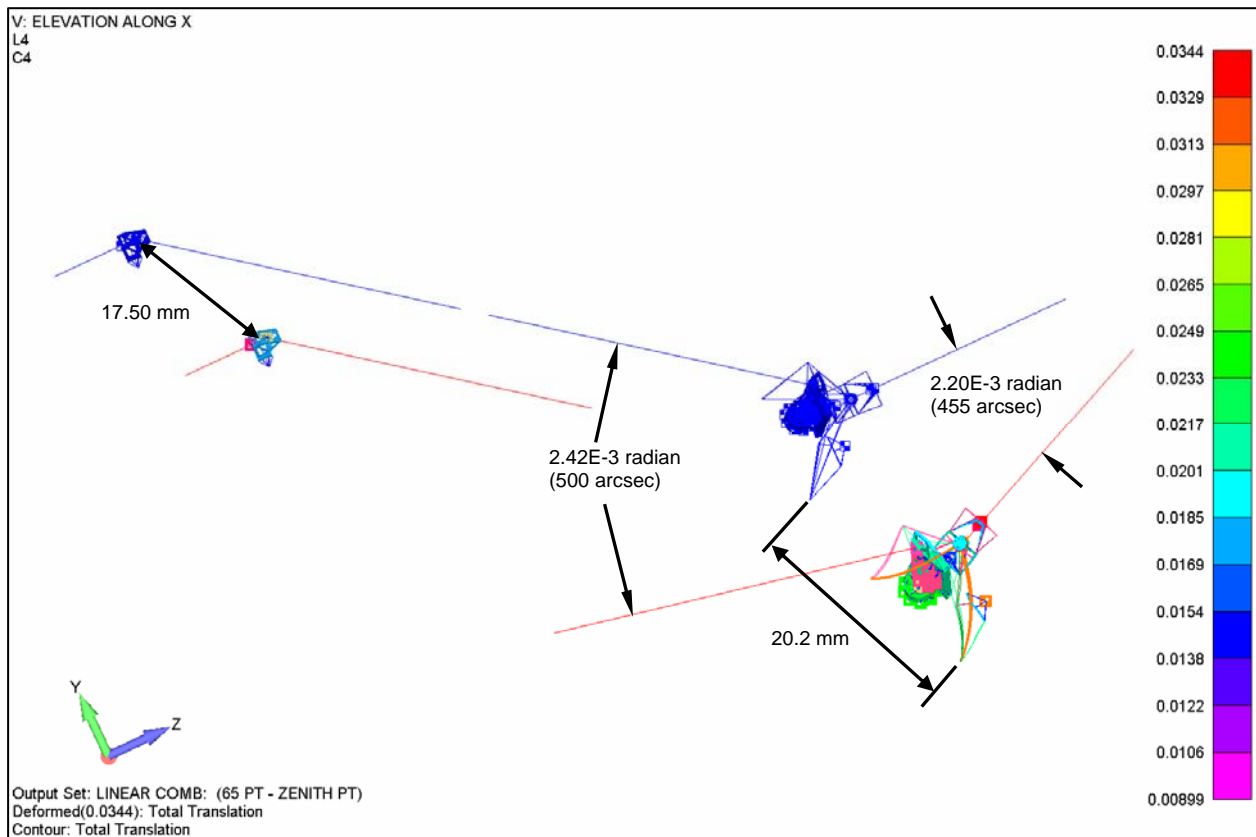 V: ELEVATION ALONG X
L4
C4
0.0344
0.0329
0.0313
0.0297
0.0281
0.0265
0.0249
0.0233
0.0217
0.0201
0.0185
0.0169
0.0154
0.0138
0.0122
0.0106
0.00899
17.50 mm
2.20E-3 radian
(455 arcsec)
2.42E-3 radian
(500 arcsec)
20.2 mm
Y
Z
Output Set: LINEAR COMB: (65 PT - ZENITH PT)
Deformed(0.0344): Total Translation
Contour: Total Translation